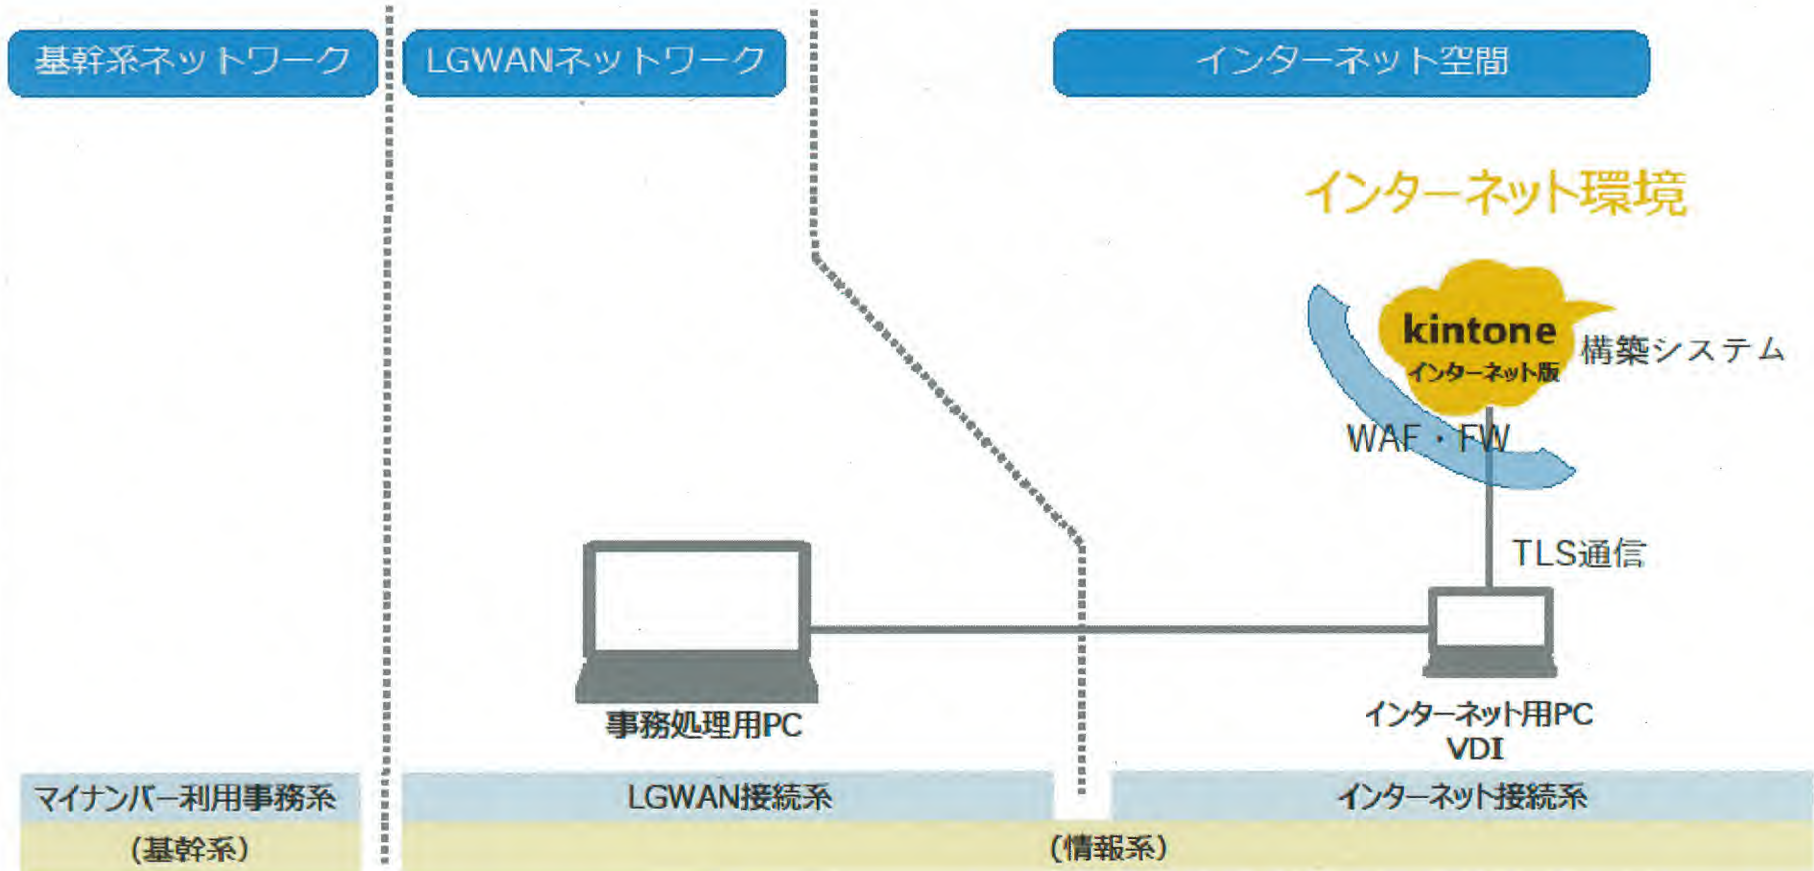 基幹系ネットワーク
LGWANネットワーク
インターネット空間
インターネット環境
kintone
インターネット版
構築システム
WAF・FW
TLS通信
事務処理用PC
インターネット用PC
VDI
マイナンバー利用事務系
LGWAN接続系
インターネット接続系
(基幹系)
(情報系)